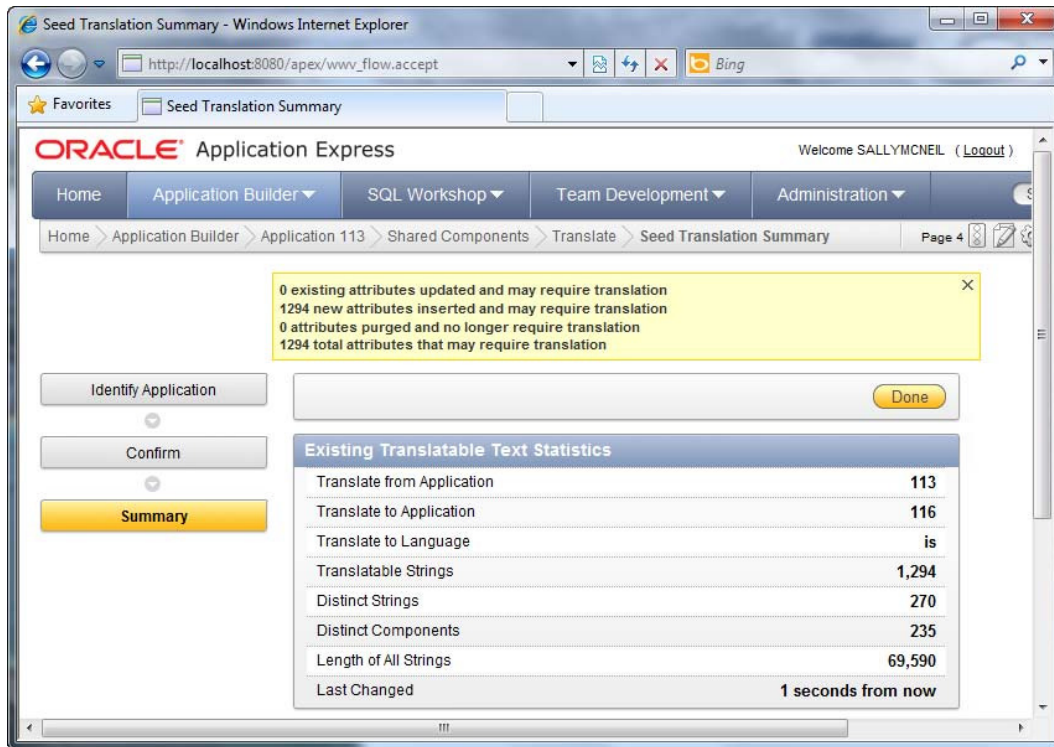 Seed Translation Summary - Windows Internet Explorer
http://localhost:8080/apex/wwv_flow.accept
Bing
Favorites
Seed Translation Summary
ORACLE Application Express
Welcome SALLYMCNEIL ( Logout )
Home Application Builder SQL Workshop Team Development Administration
Home Application Builder Application 113 Shared Components Translate Seed Translation Summary Page 4
0 existing attributes updated and may require translation
1294 new attributes inserted and may require translation
0 attributes purged and no longer require translation
1294 total attributes that may require translation
Identify Application
Confirm
Summary
Done
Existing Translatable Text Statistics
Translate from Application 113
Translate to Application 116
Translate to Language is
Translatable Strings 1,294
Distinct Strings 270
Distinct Components 235
Length of All Strings 69,590
Last Changed 1 seconds from now